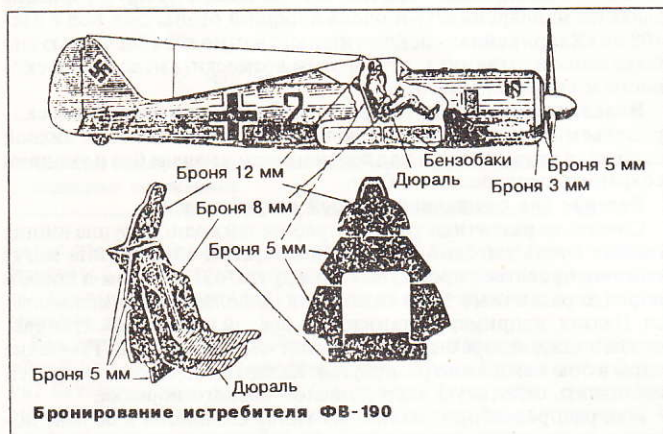 2
Бензобаки
Броня 5 мм
Дюраль
Броня 3 мм
Броня 12 мм
Броня 8 мм
Броня 5 мм
Броня 5 мм
Дюраль
Бронирование истребителя ФВ-190